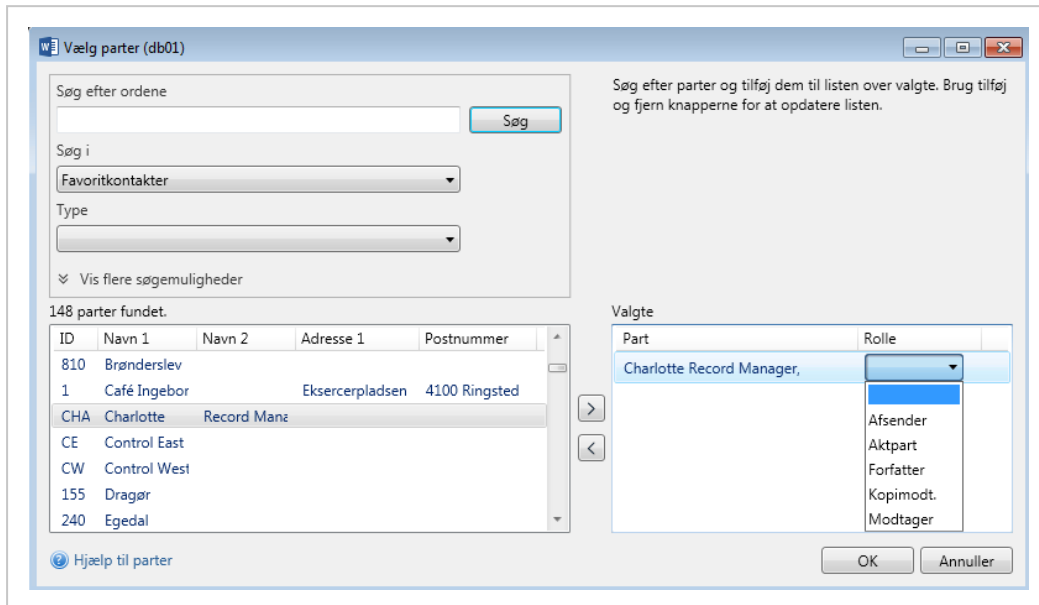 Vælg parter (db01)
Søg efter ordene
Søg
Søg i
Favoritkontakter
Type
Vis flere søgemuligheder
Søg efter parter og tilføj dem til listen over valgte. Brug tilføj
og fjern knapperne for at opdatere listen.
148 parter fundet.
ID Navn 1 Navn 2 Adresse 1 Postnummer
810 Brønderslev
1 Café Ingebor Eksercerpladsen 4100 Ringsted
CHA Charlotte Record Mana
CE Control East
CW Control West
155 Dragør
240 Egedal
Valgte
Part Rolle
Charlotte Record Manager,
Afsender
Aktpart
Forfatter
Kopimodt.
Modtager
Hjælp til parter
OK Annuller